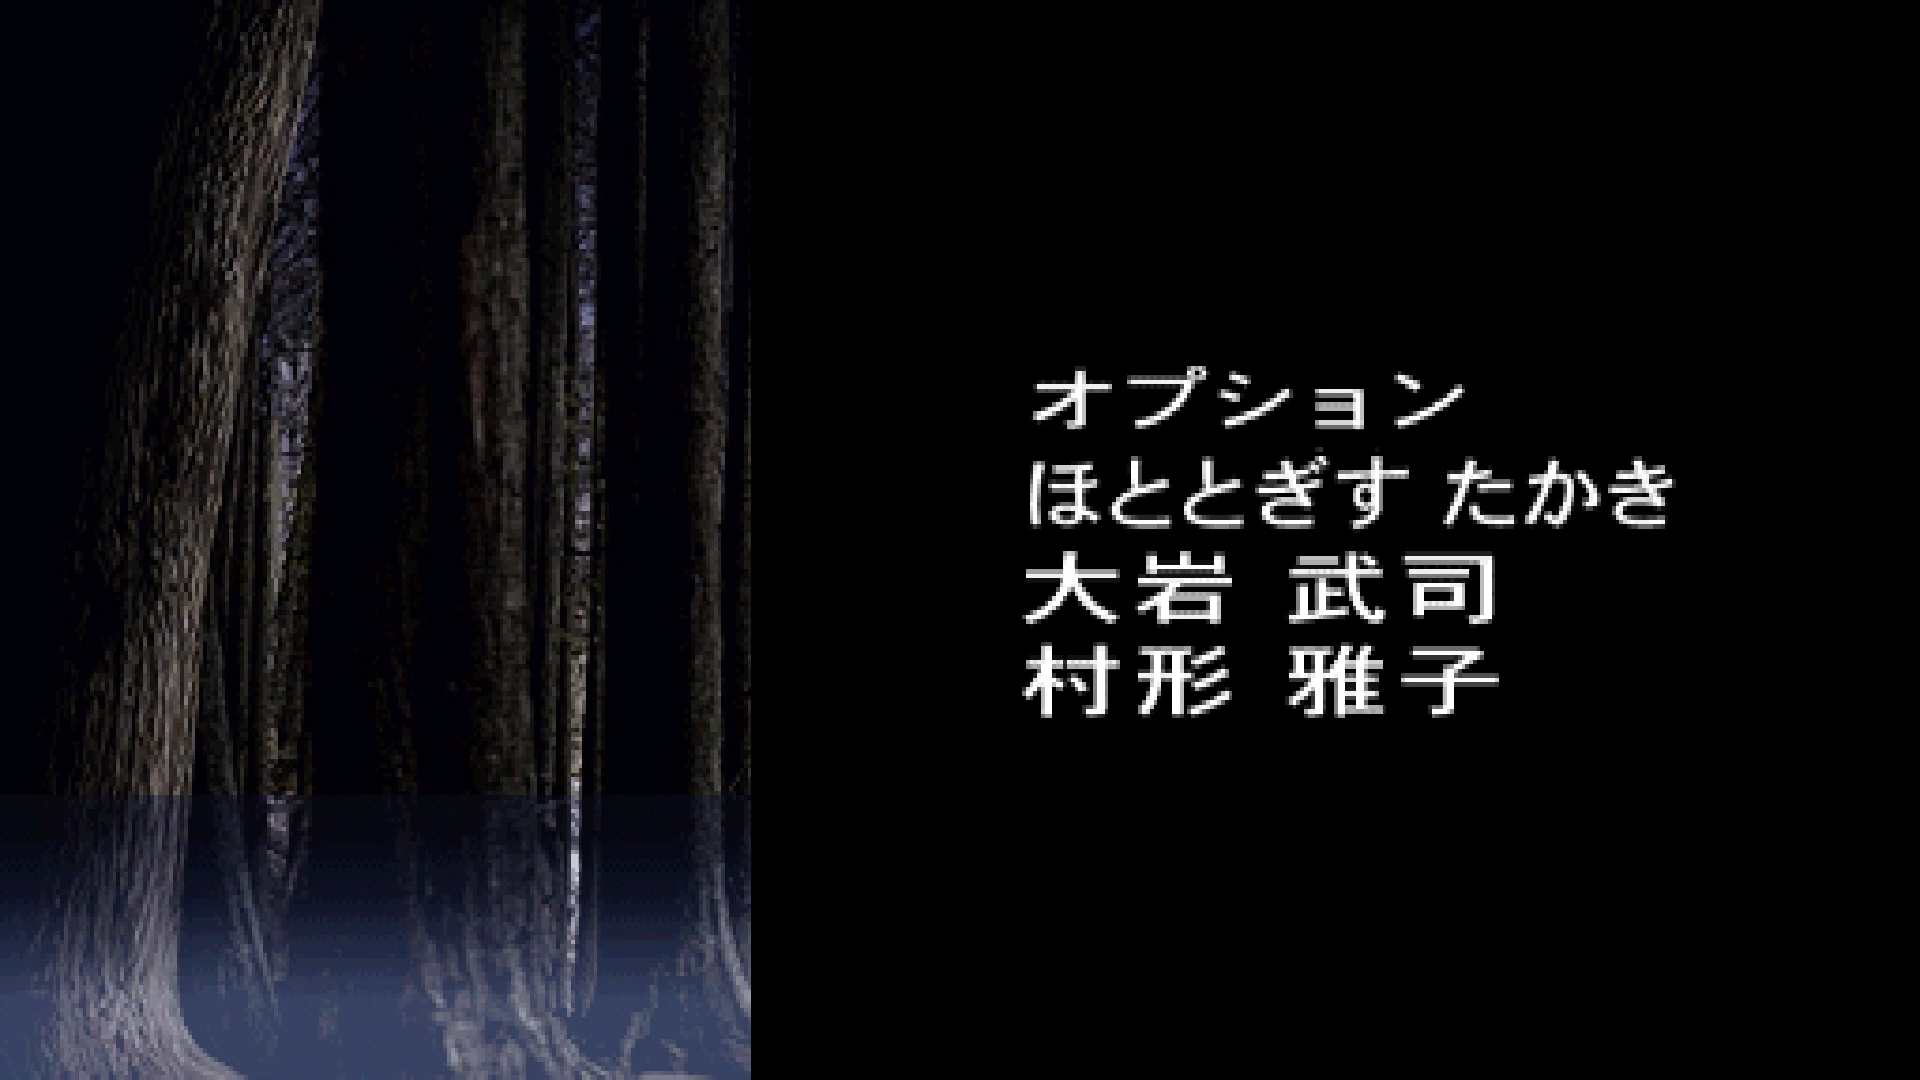 オプション
ほととぎす たかき
大岩 武司
村形 雅子